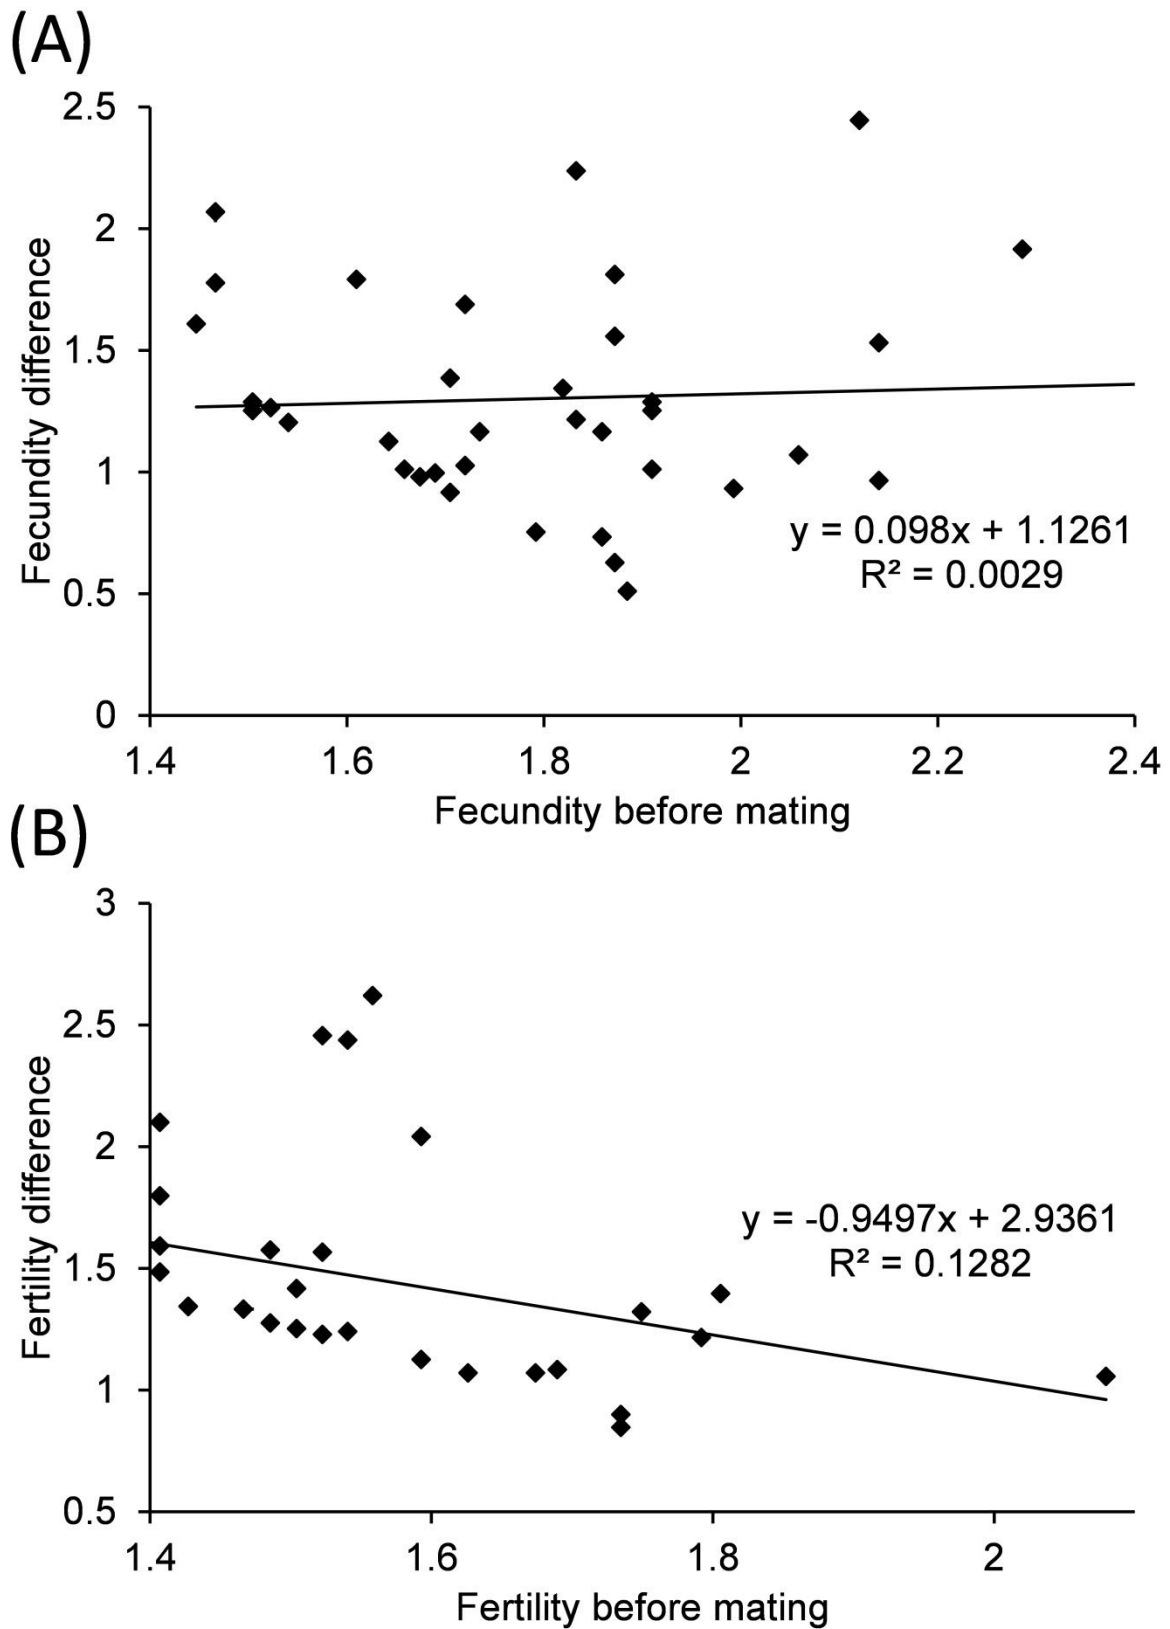 (A)
2.5
2
1.5
1
0.5
0
Fecundity difference
y = 0.098x + 1.1261
R² = 0.0029
1.4 1.6 1.8 2 2.2 2.4
Fecundity before mating
(B)
3
2.5
2
1.5
1
0.5
Fertility difference
y = -0.9497x + 2.9361
R² = 0.1282
1.4 1.6 1.8 2
Fertility before mating